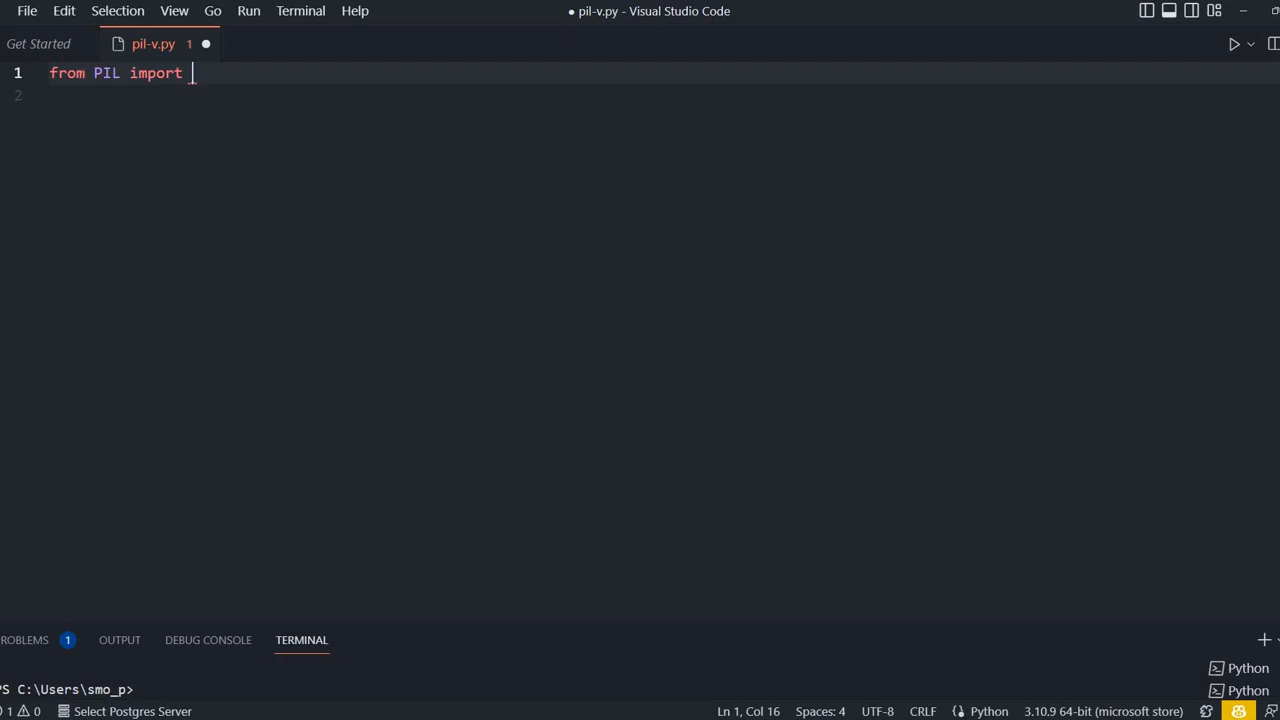 File Edit Selection View Go Run Terminal Help ● pil-v.py - Visual Studio Code
Get Started pil-v.py 1
1 from PIL import
2
ROBLEMS 1 OUTPUT DEBUG CONSOLE TERMINAL
Python
PS C:\Users\smo_p>
Python
1 0 Select Postgres Server Ln 1, Col 16 Spaces: 4 UTF-8 CRLF Python 3.10.9 64-bit (microsoft store)